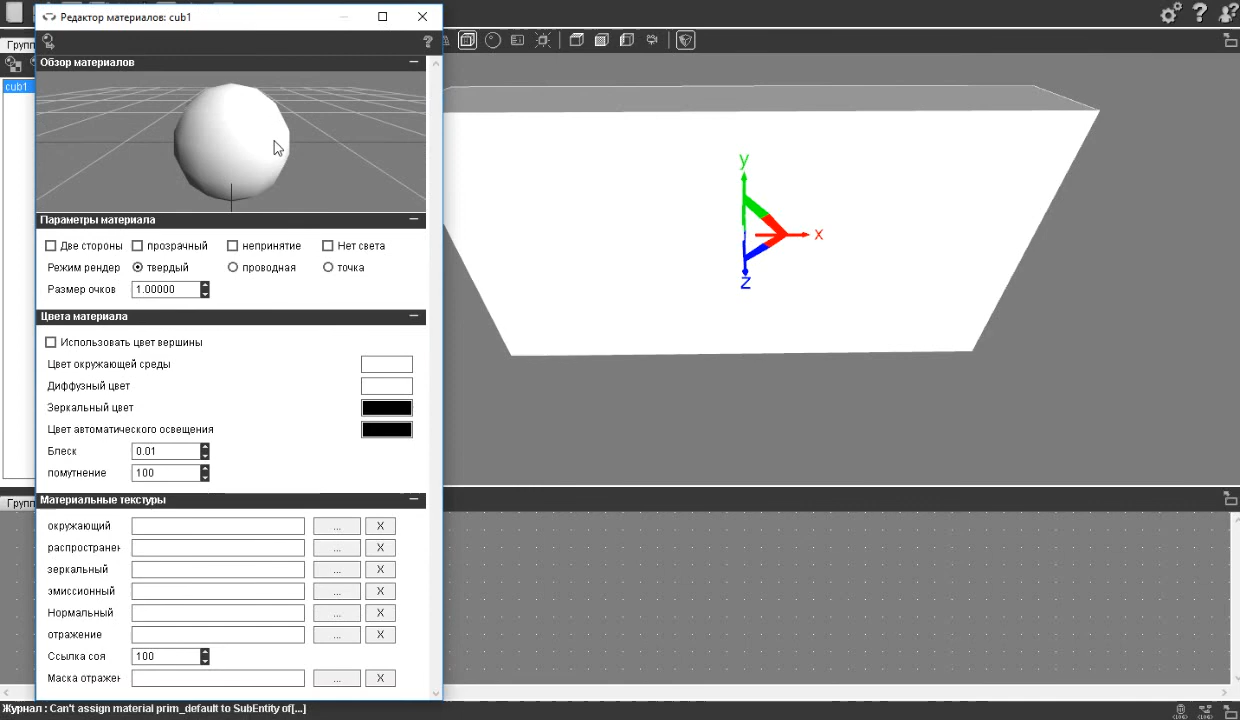 Редактор материалов: cub1
?
Групп
cub1
Обзор материалов
Параметры материала
Две стороны прозрачный непринятие Нет света
Режим рендер твердый проводная точка
Размер очков 1.00000
Цвета материала
Использовать цвет вершины
Цвет окружающей среды
Диффузный цвет
Зеркальный цвет
Цвет автоматического освещения
Блеск 0.01
помутнение 100
Материальные текстуры
окружающий ... X
распространен ... X
зеркальный ... X
эмиссионный ... X
Нормальный ... X
отражение ... X
Ссылка соя 100
Маска отражен ... X
y
x
z
Групп
Журнал : Can't assign material prim_default to SubEntity of[...]